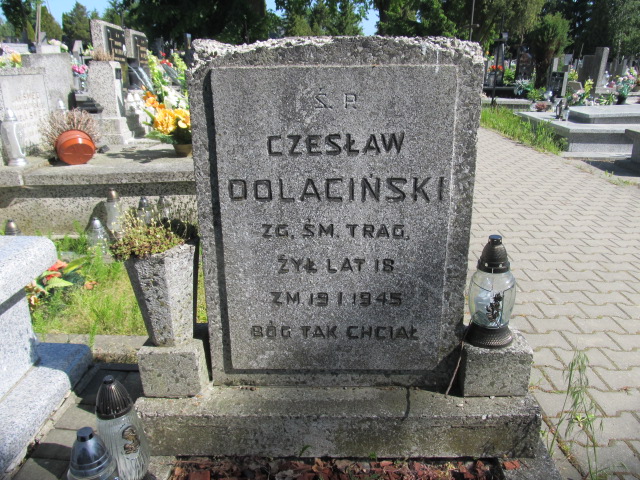 Ś. P.
CZESŁAW
DOLACIŃSKI
ZG. ŚM. TRAG.
ŻYŁ LAT 18
ZM. 19 I 1945
BÓG TAK CHCIAŁ